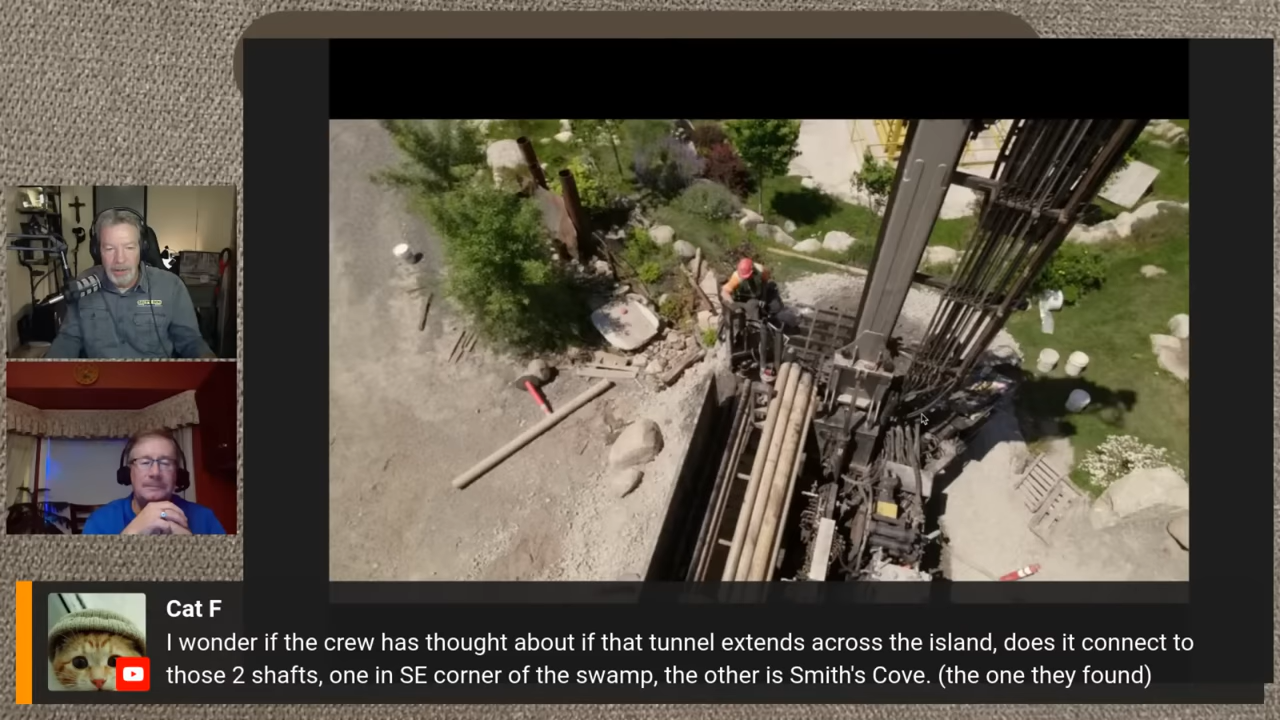 Cat F
I wonder if the crew has thought about if that tunnel extends across the island, does it connect to
those 2 shafts, one in SE corner of the swamp, the other is Smith's Cove. (the one they found)